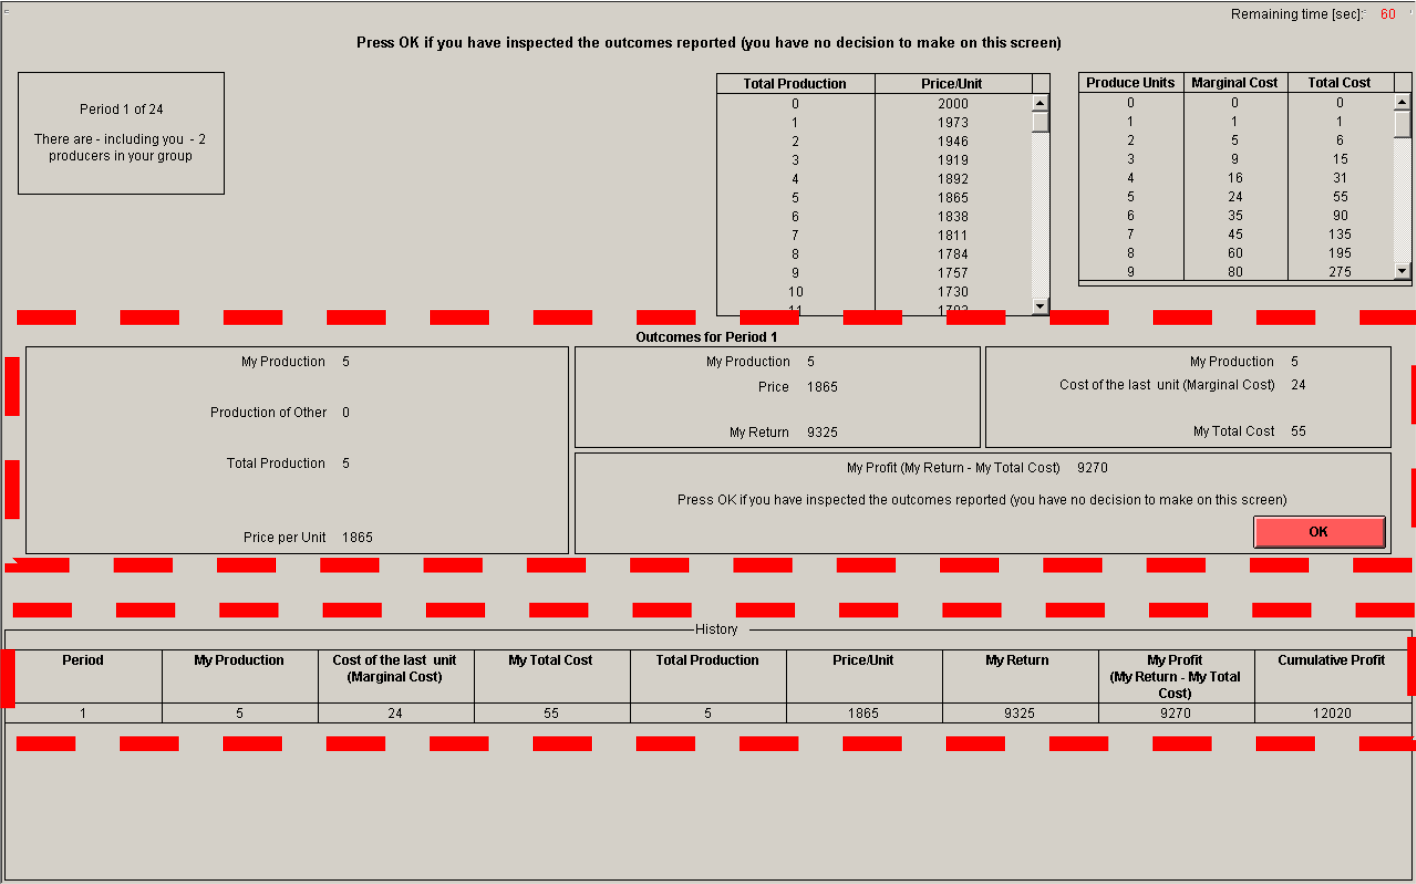 Remaining time [sec]: 60
Press OK if you have inspected the outcomes reported (you have no decision to make on this screen)
Period 1 of 24
There are - including you - 2
producers in your group
Total Production Price/Unit
0 2000
1 1973
2 1946
3 1919
4 1892
5 1865
6 1838
7 1811
8 1784
9 1757
10 1730
Produce Units Marginal Cost Total Cost
0 0 0
1 1 1
2 5 6
3 9 15
4 16 31
5 24 55
6 35 90
7 45 135
8 60 195
9 80 275
Outcomes for Period 1
My Production 5
Production of Other 0
Total Production 5
Price per Unit 1865
My Production 5
Price 1865
My Return 9325
My Production 5
Cost of the last unit (Marginal Cost) 24
My Total Cost 55
My Profit (My Return - My Total Cost) 9270
Press OK if you have inspected the outcomes reported (you have no decision to make on this screen)
OK
History
Period My Production Cost of the last unit (Marginal Cost) My Total Cost Total Production Price/Unit My Return My Profit (My Return - My Total Cost) Cumulative Profit
1 5 24 55 5 1865 9325 9270 12020